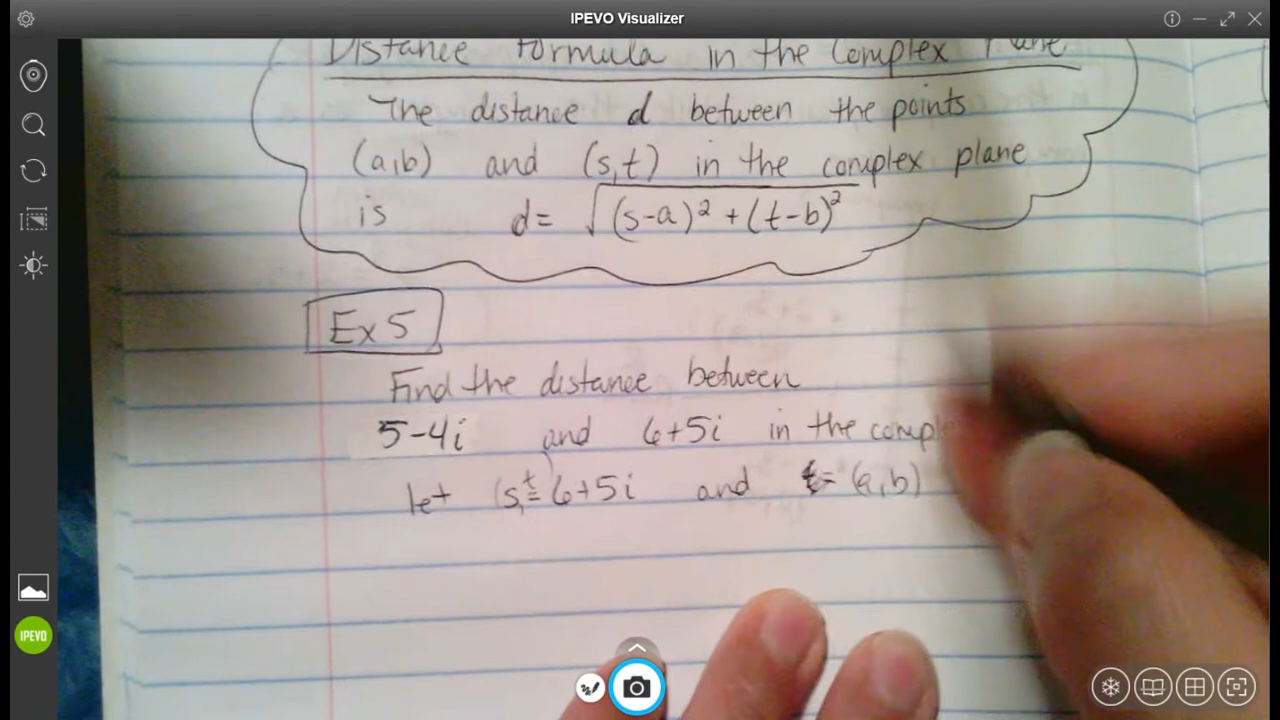 IPEVO Visualizer
Distance Formula in the Complex Plane
The distance d between the points
(a,b) and (s,t) in the complex plane
is d= √(s-a)² + (t-b)²
Ex 5
Find the distance between
5-4i and 6+5i in the compl
let (s,t = 6+5i and t= (a,b)
IPEVO